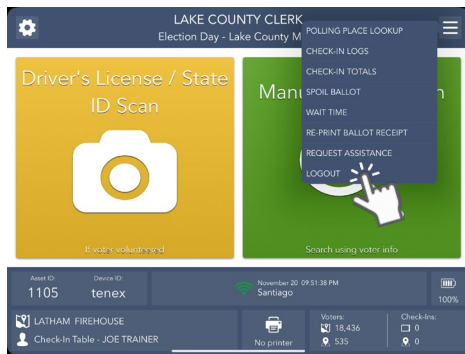 LAKE COUNTY CLERK
Election Day - Lake County M
POLLING PLACE LOOKUP
CHECK-IN LOGS
CHECK-IN TOTALS
SPOIL BALLOT
WAIT TIME
RE-PRINT BALLOT RECEIPT
REQUEST ASSISTANCE
LOGOUT
Driver's License / State
ID Scan
If voter volunteered
Manu
n
Search using voter info
Asset ID:
1105
Device ID:
tenex
November 20 09:51:38 PM
Santiago
100%
LATHAM FIREHOUSE
Check-In Table - JOE TRAINER
No printer
Voters:
18,436
535
Check-Ins:
0
0